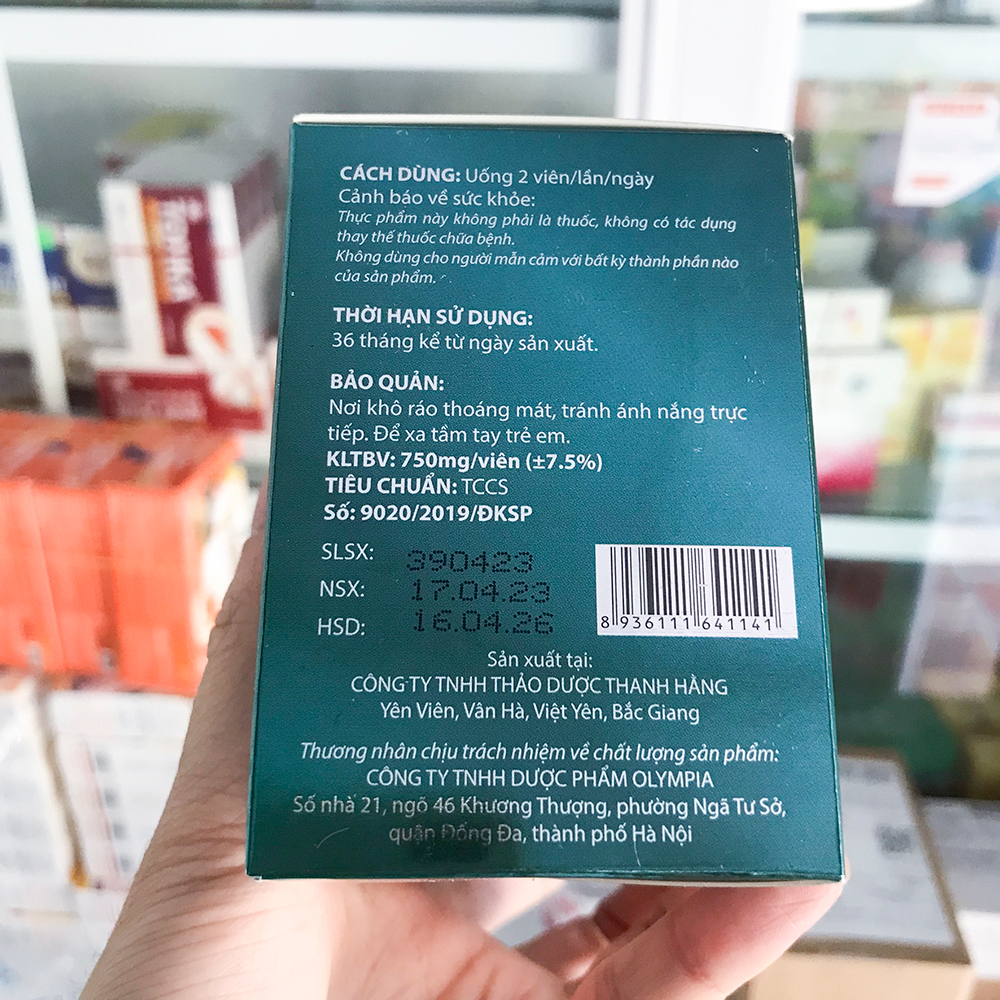 CÁCH DÙNG: Uống 2 viên/lần/ngày
Cảnh báo về sức khỏe:
Thực phẩm này không phải là thuốc, không có tác dụng
thay thế thuốc chữa bệnh.
Không dùng cho người mẫn cảm với bất kỳ thành phần nào
của sản phẩm.
THỜI HẠN SỬ DỤNG:
36 tháng kể từ ngày sản xuất.
BẢO QUẢN:
Nơi khô ráo thoáng mát, tránh ánh nắng trực
tiếp. Để xa tầm tay trẻ em.
KLTBV: 750mg/viên (±7.5%)
TIÊU CHUẨN: TCCS
Số: 9020/2019/ĐKSP
SLSX: 390423
NSX: 17.04.23
HSD: 16.04.26
8 936111 641141
Sản xuất tại:
CÔNG TY TNHH THẢO DƯỢC THANH HẰNG
Yên Viên, Vân Hà, Việt Yên, Bắc Giang
Thương nhân chịu trách nhiệm về chất lượng sản phẩm:
CÔNG TY TNHH DƯỢC PHẨM OLYMPIA
Số nhà 21, ngõ 46 Khương Thượng, phường Ngã Tư Sở,
quận Đống Đa, thành phố Hà Nội